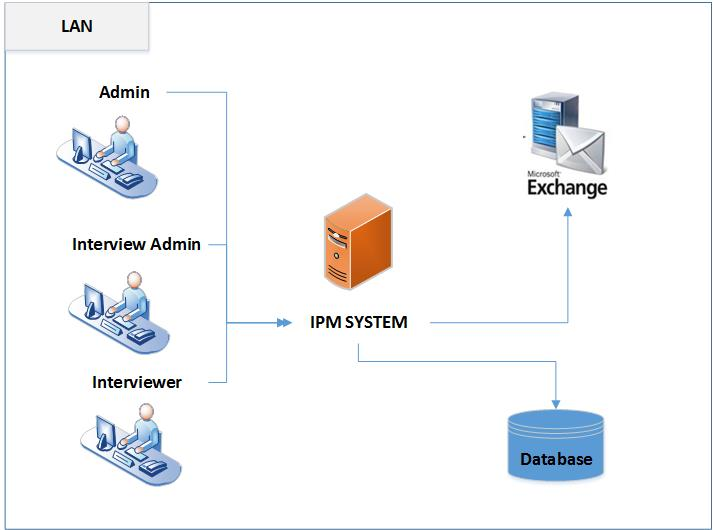 LAN
Admin
Interview Admin
Interviewer
IPM SYSTEM
Microsoft
Exchange
Database